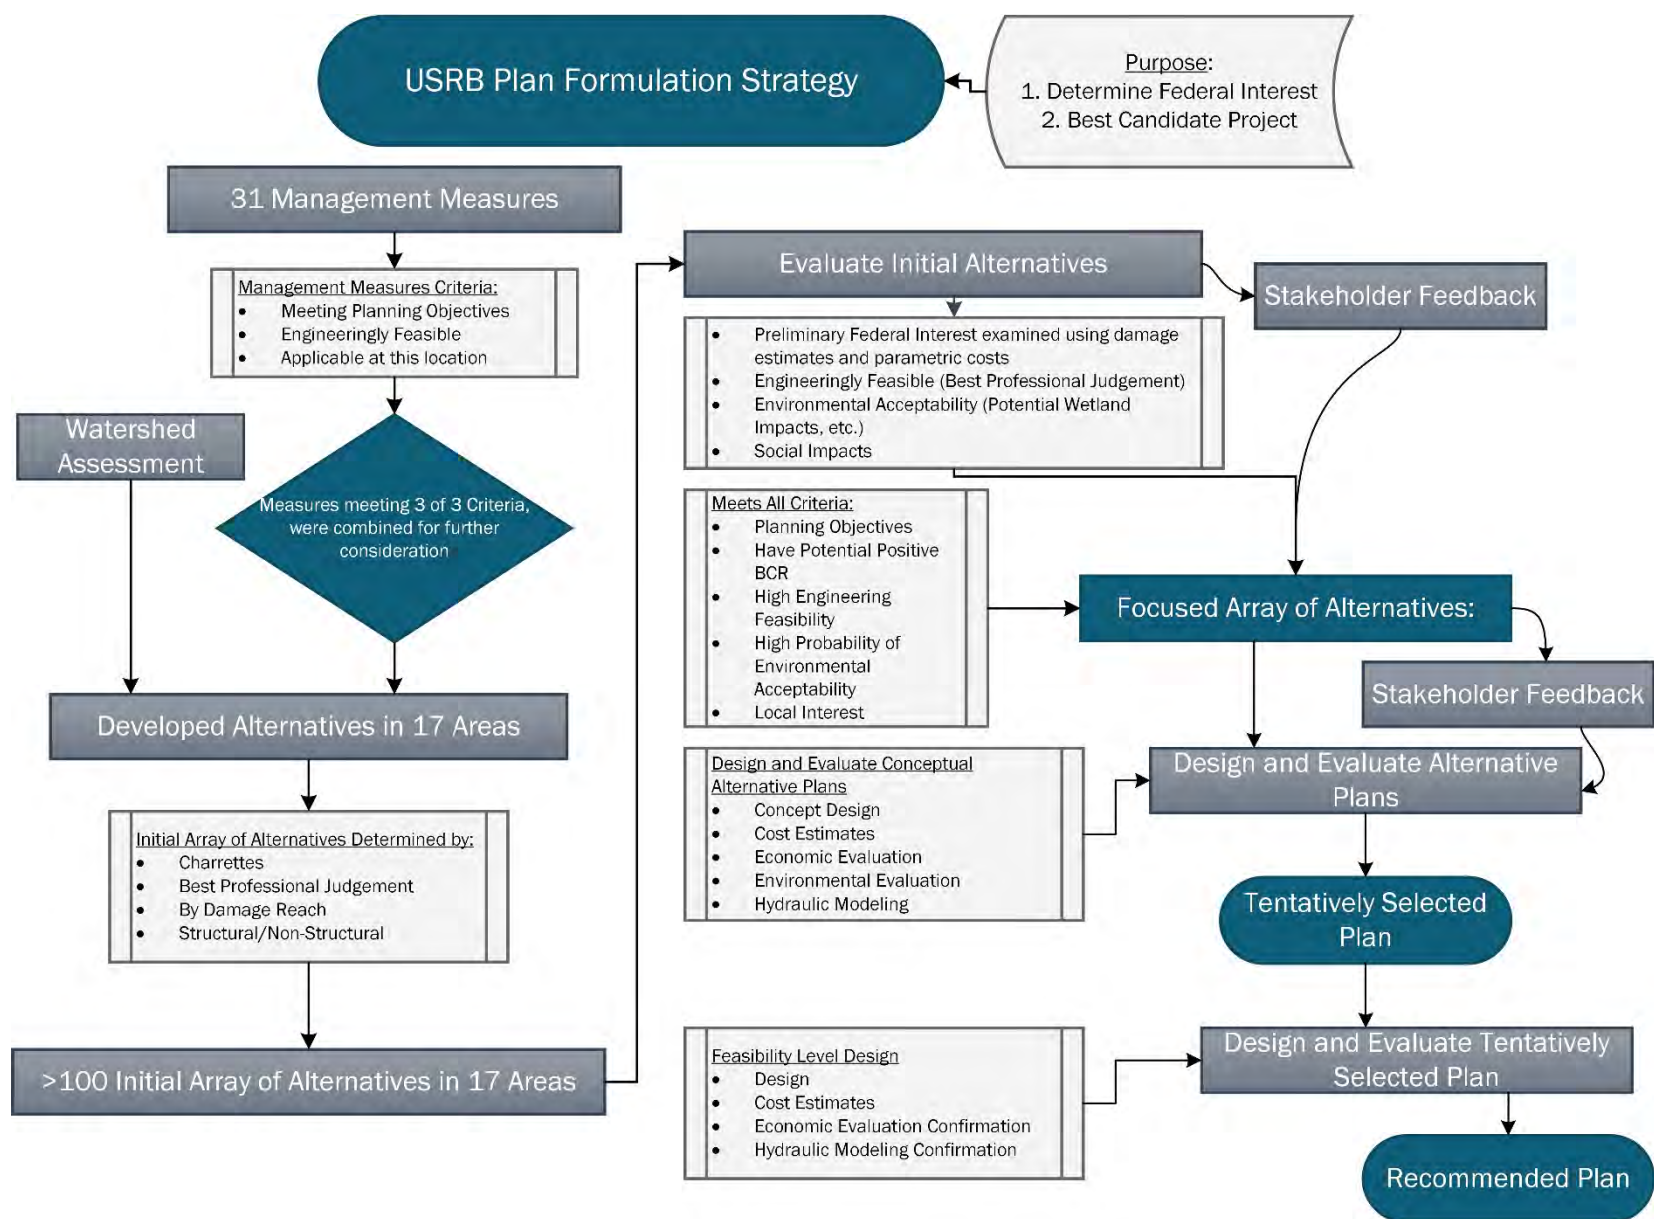 USRB Plan Formulation Strategy
Purpose:
1. Determine Federal Interest
2. Best Candidate Project
31 Management Measures
Management Measures Criteria:
• Meeting Planning Objectives
• Engineeringly Feasible
• Applicable at this location
Watershed
Assessment
Measures meeting 3 of 3 Criteria,
were combined for further
consideration
Developed Alternatives in 17 Areas
Initial Array of Alternatives Determined by:
• Charrettes
• Best Professional Judgement
• By Damage Reach
• Structural/Non-Structural
>100 Initial Array of Alternatives in 17 Areas
Evaluate Initial Alternatives
Stakeholder Feedback
• Preliminary Federal Interest examined using damage
estimates and parametric costs
• Engineeringly Feasible (Best Professional Judgement)
• Environmental Acceptability (Potential Wetland
Impacts, etc.)
• Social Impacts
Meets All Criteria:
• Planning Objectives
• Have Potential Positive
BCR
• High Engineering
Feasibility
• High Probability of
Environmental
Acceptability
• Local Interest
Focused Array of Alternatives:
Stakeholder Feedback
Design and Evaluate Conceptual
Alternative Plans
• Concept Design
• Cost Estimates
• Economic Evaluation
• Environmental Evaluation
• Hydraulic Modeling
Design and Evaluate Alternative
Plans
Tentatively Selected
Plan
Feasibility Level Design
• Design
• Cost Estimates
• Economic Evaluation Confirmation
• Hydraulic Modeling Confirmation
Design and Evaluate Tentatively
Selected Plan
Recommended Plan